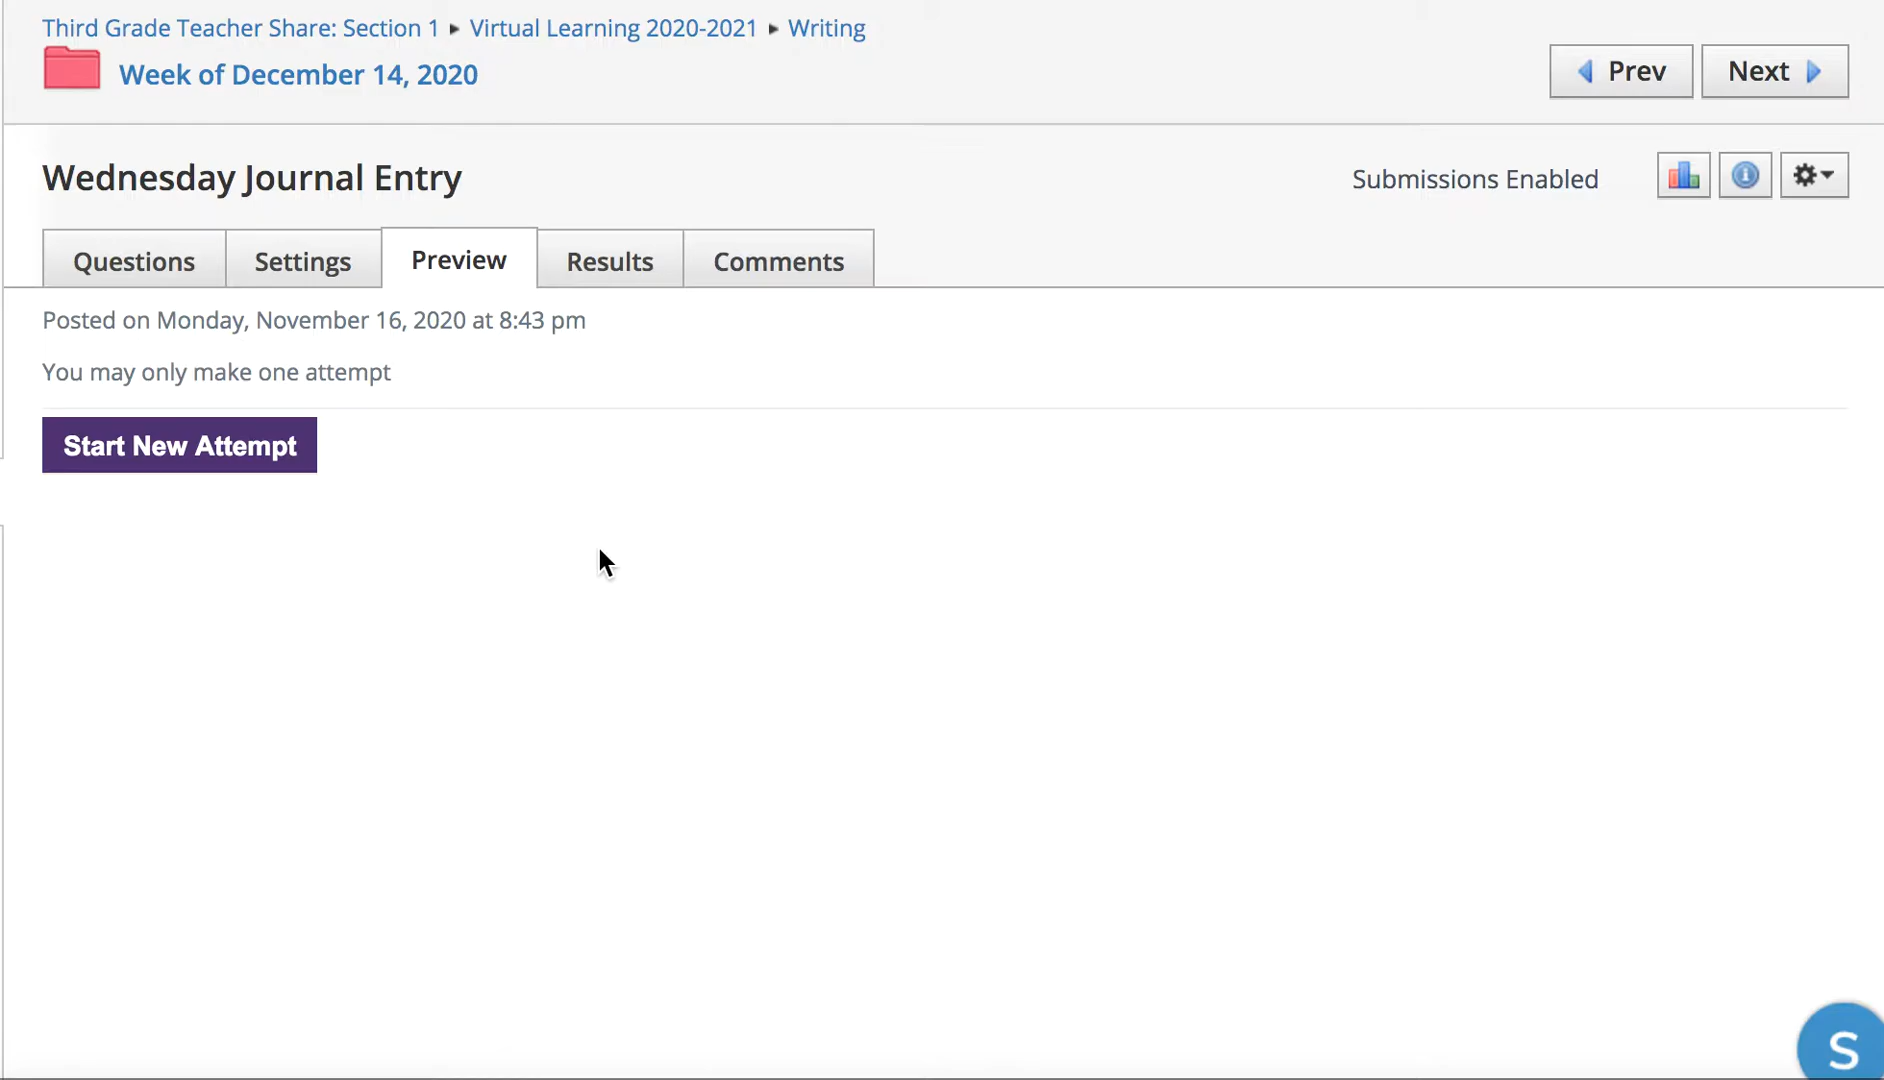 Third Grade Teacher Share: Section 1 ▸ Virtual Learning 2020-2021 ▸ Writing
Week of December 14, 2020
Prev
Next
Wednesday Journal Entry
Submissions Enabled
Questions
Settings
Preview
Results
Comments
Posted on Monday, November 16, 2020 at 8:43 pm
You may only make one attempt
Start New Attempt
S